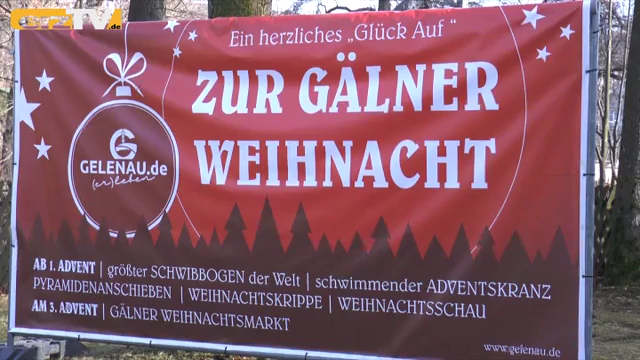 Ein herzliches „Glück Auf“
ZUR GÄLNER
WEIHNACHT
GELENAU.de
(er)leben
AB 1. ADVENT | größter SCHWIBBOGEN der Welt | schwimmender ADVENTSKRANZ
PYRAMIDENANSCHIEBEN | WEIHNACHTSKRIPPE | WEIHNACHTSSCHAU
AM 3. ADVENT | GÄLNER WEIHNACHTSMARKT
www.gelenau.de